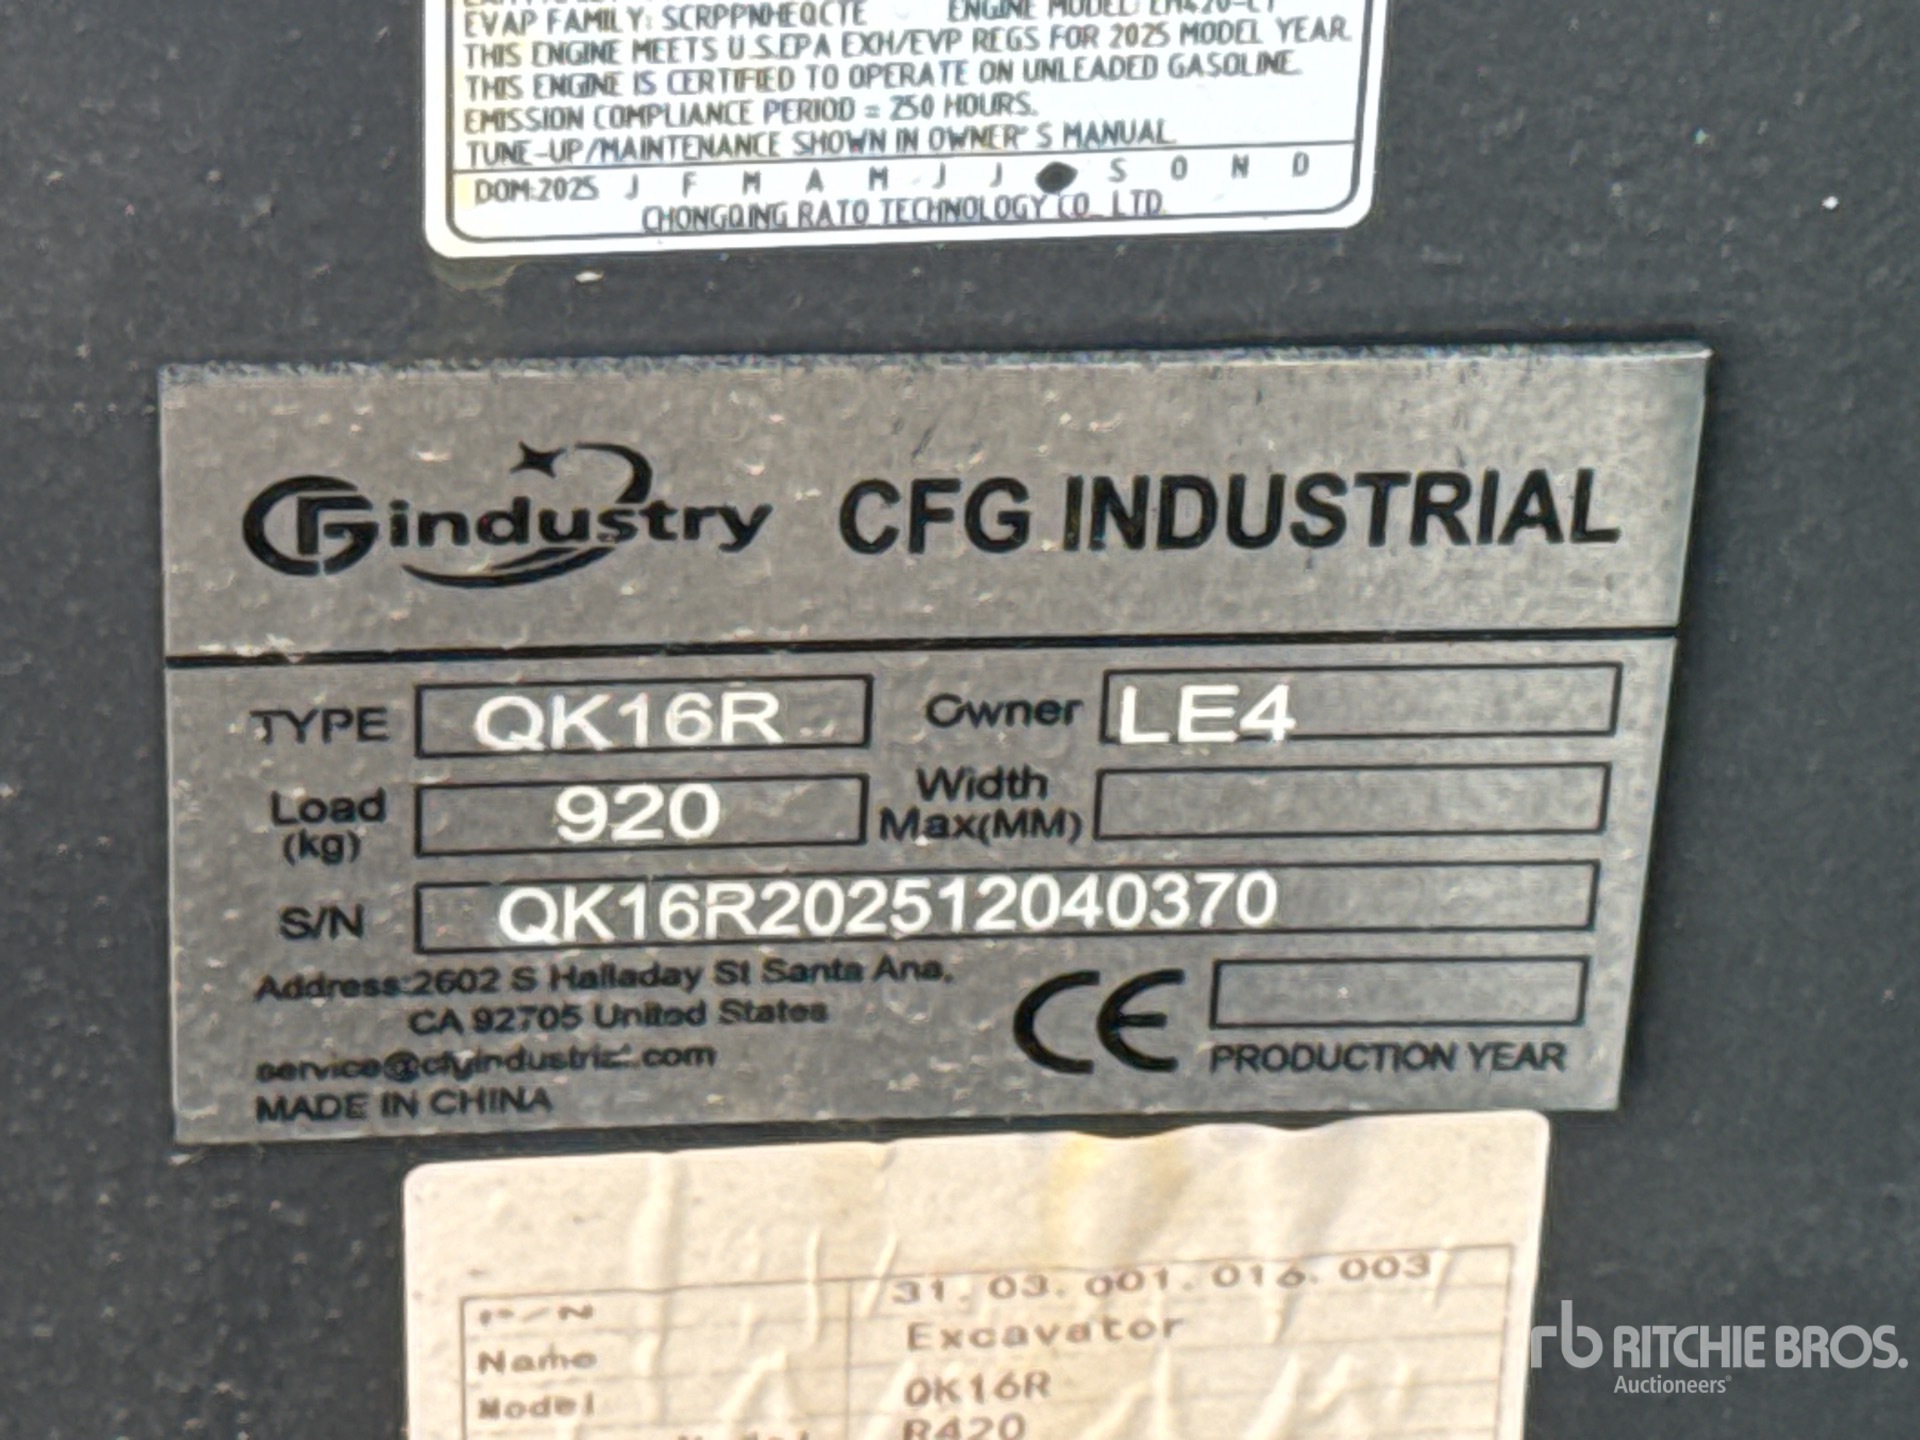 EVAP FAMILY: SCRPPNHEQCTE ENGINE MODEL:
THIS ENGINE MEETS U.S.EPA EXH/EVP REGS FOR 2025 MODEL YEAR.
THIS ENGINE IS CERTIFIED TO OPERATE ON UNLEADED GASOLINE.
EMISSION COMPLIANCE PERIOD = 250 HOURS.
TUNE-UP/MAINTENANCE SHOWN IN OWNER'S MANUAL
DOM:2025 J F M A M J J S O N D
CHONGQING RATO TECHNOLOGY CO., LTD.
CFG industry CFG INDUSTRIAL
TYPE QK16R Owner LE4
Load (kg) 920 Width Max(MM)
S/N QK16R202512040370
Address:2602 S Halladay St Santa Ana,
CA 92705 United States
MADE IN CHINA
CE PRODUCTION YEAR
P/N 31.03.001.016.003
Name Excavator
Model QK16R
R420
rb RITCHIE BROS.
Auctioneers